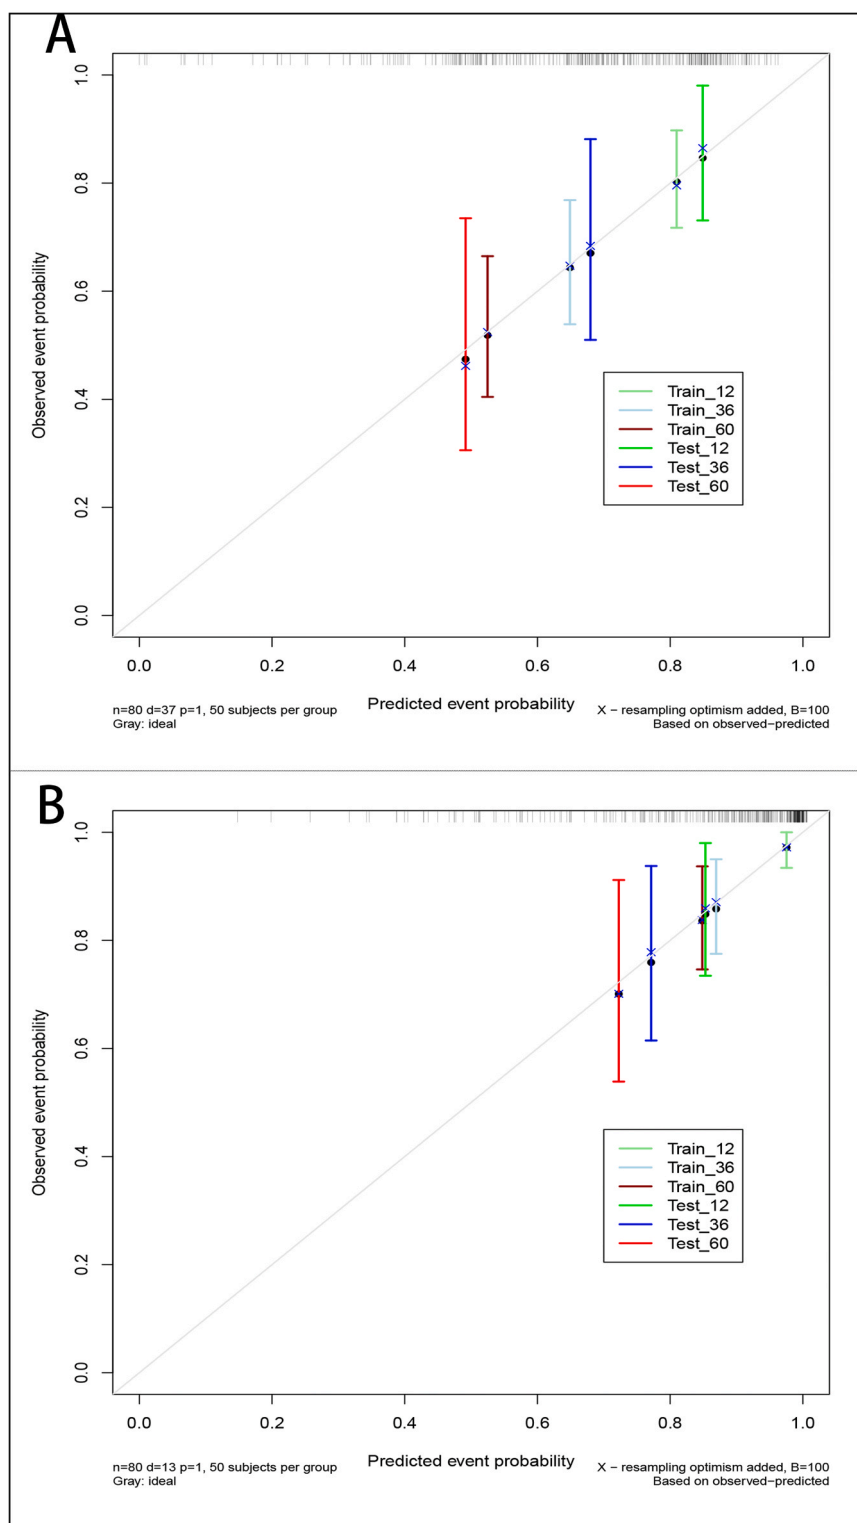 A
1.0
0.8
0.6
0.4
0.2
0.0
Observed event probability
Train_12
Train_36
Train_60
Test_12
Test_36
Test_60
0.0 0.2 0.4 0.6 0.8 1.0
Predicted event probability
n=80 d=37 p=1, 50 subjects per group
Gray: ideal
X − resampling optimism added, B=100
Based on observed−predicted
B
1.0
0.8
0.6
0.4
0.2
0.0
Observed event probability
Train_12
Train_36
Train_60
Test_12
Test_36
Test_60
0.0 0.2 0.4 0.6 0.8 1.0
Predicted event probability
n=80 d=13 p=1, 50 subjects per group
Gray: ideal
X − resampling optimism added, B=100
Based on observed−predicted